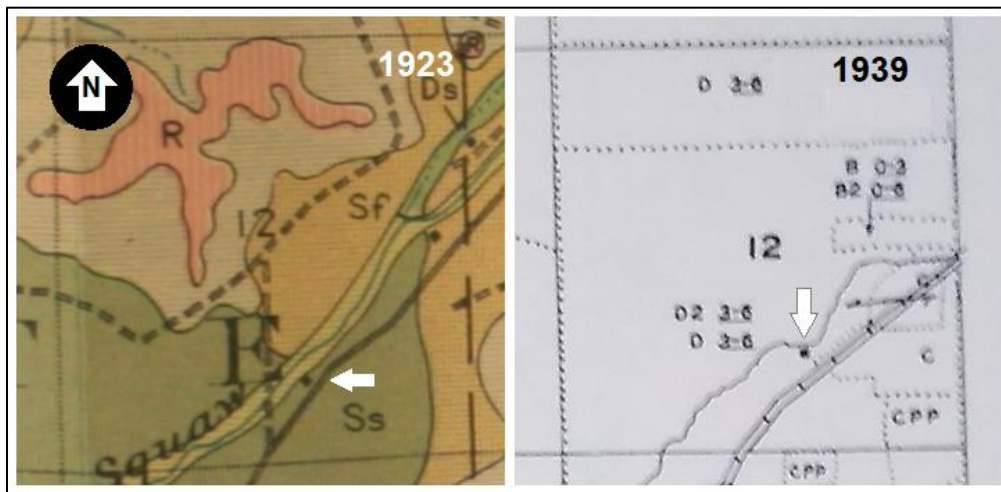 N
1923
R
R
Ds
12
Sf
F
Squaw
Ss
1939
D 3-6
B 0-3
B2 0-6
12
D2 3-6
D 3-6
C
CPP
CPP